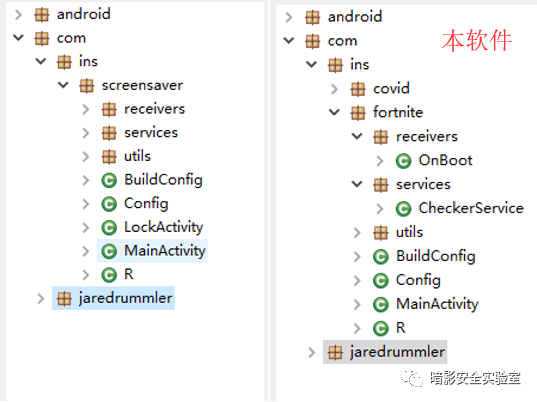 android
com
ins
screensaver
receivers
services
utils
BuildConfig
Config
LockActivity
MainActivity
R
jaredrummler
android
com
本软件
ins
covid
fortnite
receivers
OnBoot
services
CheckerService
utils
BuildConfig
Config
MainActivity
R
jaredrummler
暗影安全实验室